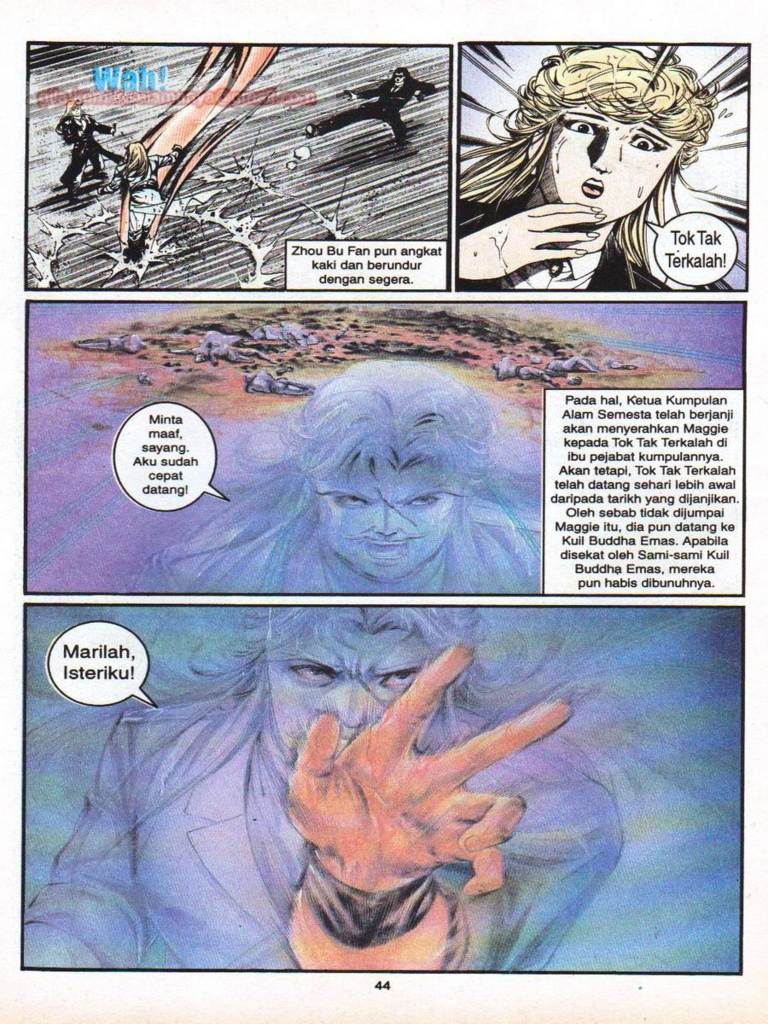 Wah!
Zhou Bu Fan pun angkat
kaki dan berundur
dengan segera.
Tok Tak
Terkalah!
Minta
maaf,
sayang.
Aku sudah
cepat
datang!
Pada hal, Ketua Kumpulan
Alam Semesta telah berjanji
akan menyerahkan Maggie
kepada Tok Tak Terkalah di
ibu pejabat kumpulannya.
Akan tetapi, Tok Tak Terkalah
telah datang sehari lebih awal
daripada tarikh yang dijanjikan.
Oleh sebab tidak dijumpai
Maggie itu, dia pun datang ke
Kuil Buddha Emas. Apabila
disekat oleh Sami-sami Kuil
Buddha Emas, mereka
pun habis dibunuhnya.
Marilah,
Isteriku!
44